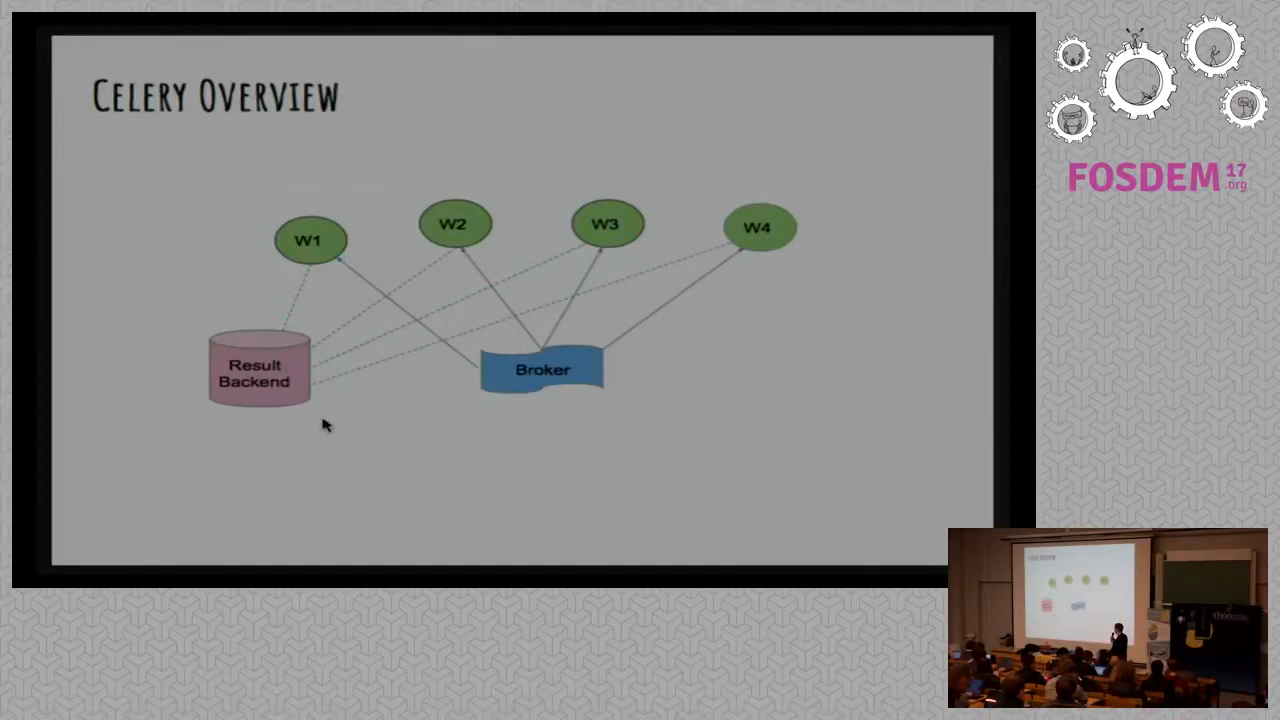 CELERY OVERVIEW
W1
W2
W3
W4
Result
Backend
Broker
FOSDEM 17
.org